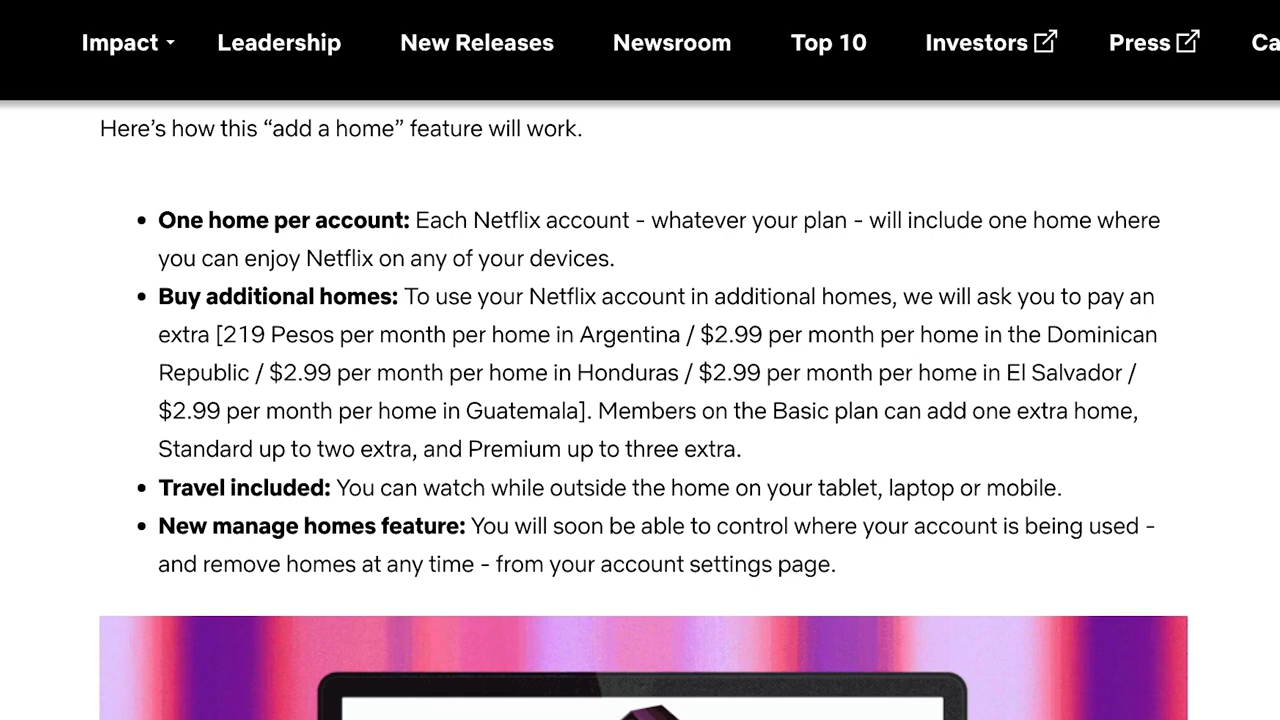 Impact Leadership New Releases Newsroom Top 10 Investors Press Ca
Here’s how this “add a home” feature will work.
• One home per account: Each Netflix account - whatever your plan - will include one home where
you can enjoy Netflix on any of your devices.
• Buy additional homes: To use your Netflix account in additional homes, we will ask you to pay an
extra [219 Pesos per month per home in Argentina / $2.99 per month per home in the Dominican
Republic / $2.99 per month per home in Honduras / $2.99 per month per home in El Salvador /
$2.99 per month per home in Guatemala]. Members on the Basic plan can add one extra home,
Standard up to two extra, and Premium up to three extra.
• Travel included: You can watch while outside the home on your tablet, laptop or mobile.
• New manage homes feature: You will soon be able to control where your account is being used -
and remove homes at any time - from your account settings page.